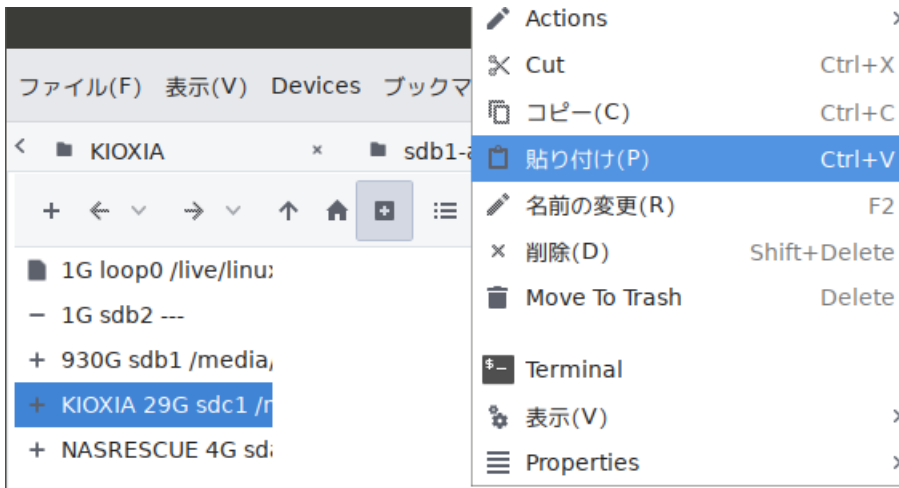 ファイル(F) 表示(V) Devices ブックマ
KIOXIA × sdb1-
1G loop0 /live/linu
1G sdb2 ---
930G sdb1 /media/
KIOXIA 29G sdc1 /
NASRESCUE 4G sd
Actions
Cut Ctrl+X
コピー(C) Ctrl+C
貼り付け(P) Ctrl+V
名前の変更(R) F2
削除(D) Shift+Delete
Move To Trash Delete
Terminal
表示(V)
Properties